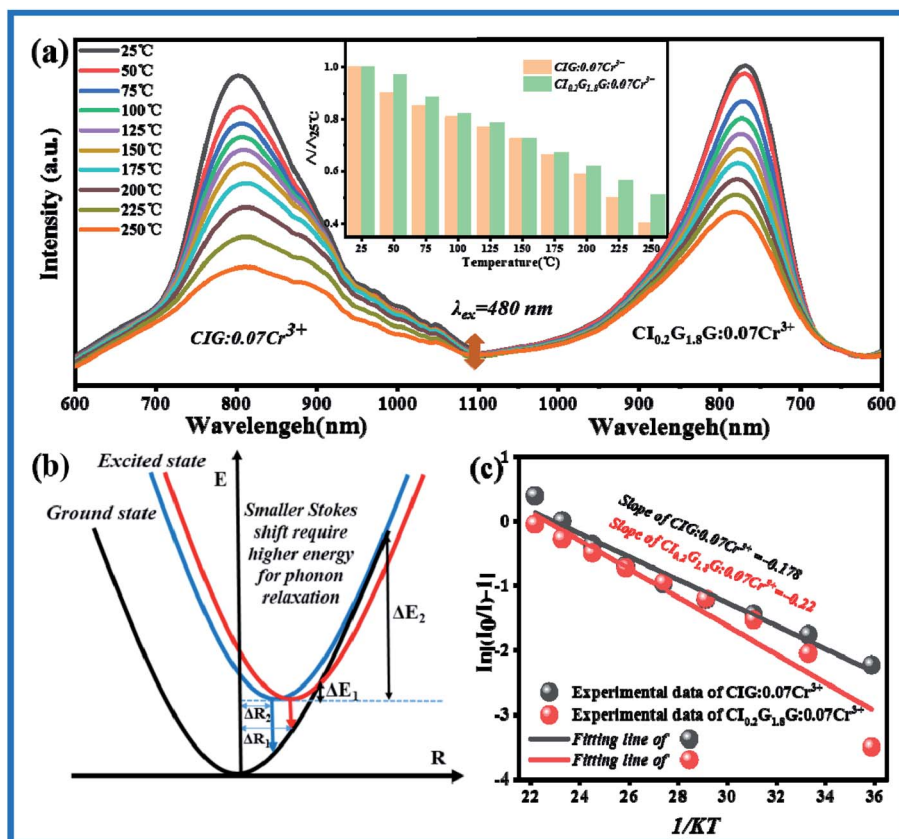 (a)
25℃
50℃
75℃
100℃
125℃
150℃
175℃
200℃
225℃
250℃
Intensity (a.u.)
CIG:0.07Cr³⁻
CI₀.₂G₁.₈G:0.07Cr³⁻
1.0
0.8
0.6
0.4
25 50 75 100 125 150 175 200 225 250
Temperature(℃)
λex=480 nm
CIG:0.07Cr³⁺
CI₀.₂G₁.₈G:0.07Cr³⁺
600 700 800 900 1000 1100 1000 900 800 700 600
Wavelengeh(nm)
Wavelengeh(nm)
(b)
Excited state
Ground state
E
Smaller Stokes
shift require
higher energy
for phonon
relaxation
ΔE₂
ΔE₁
ΔR₂
ΔR₁
R
(c)
In[(I₀/I)-1]
0
-1
-2
-3
-4
Slope of CIG:0.07Cr³⁺=-0.178
Slope of CI₀.₂G₁.₈G:0.07Cr³⁺=-0.22
Experimental data of CIG:0.07Cr³⁺
Experimental data of CI₀.₂G₁.₈G:0.07Cr³⁺
Fitting line of
Fitting line of
22 24 26 28 30 32 34 36
1/KT